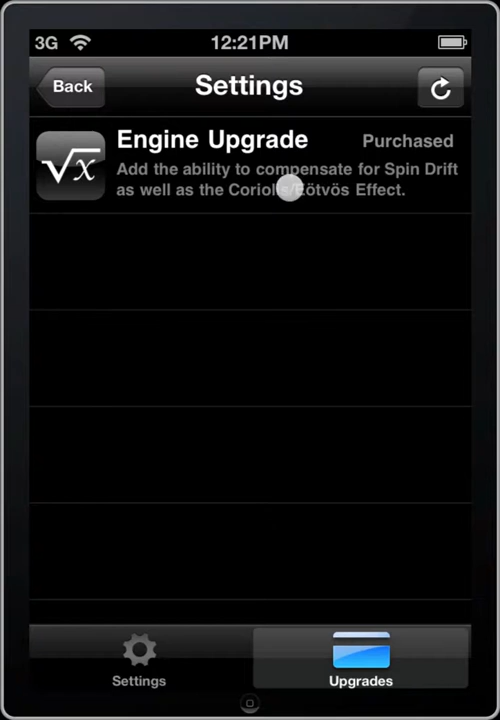 3G 12:21PM
Back Settings
Engine Upgrade Purchased
Add the ability to compensate for Spin Drift
as well as the Coriolis/Eötvös Effect.
√x
Settings Upgrades